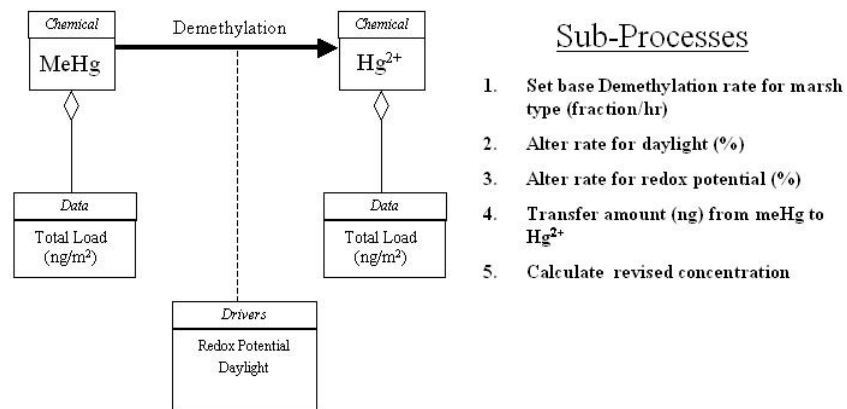 Chemical
MeHg
Demethylation
Chemical
Hg²⁺
Data
Total Load
(ng/m²)
Data
Total Load
(ng/m²)
Drivers
Redox Potential
Daylight
Sub-Processes
1. Set base Demethylation rate for marsh
type (fraction/hr)
2. Alter rate for daylight (%)
3. Alter rate for redox potential (%)
4. Transfer amount (ng) from meHg to
Hg²⁺
5. Calculate revised concentration